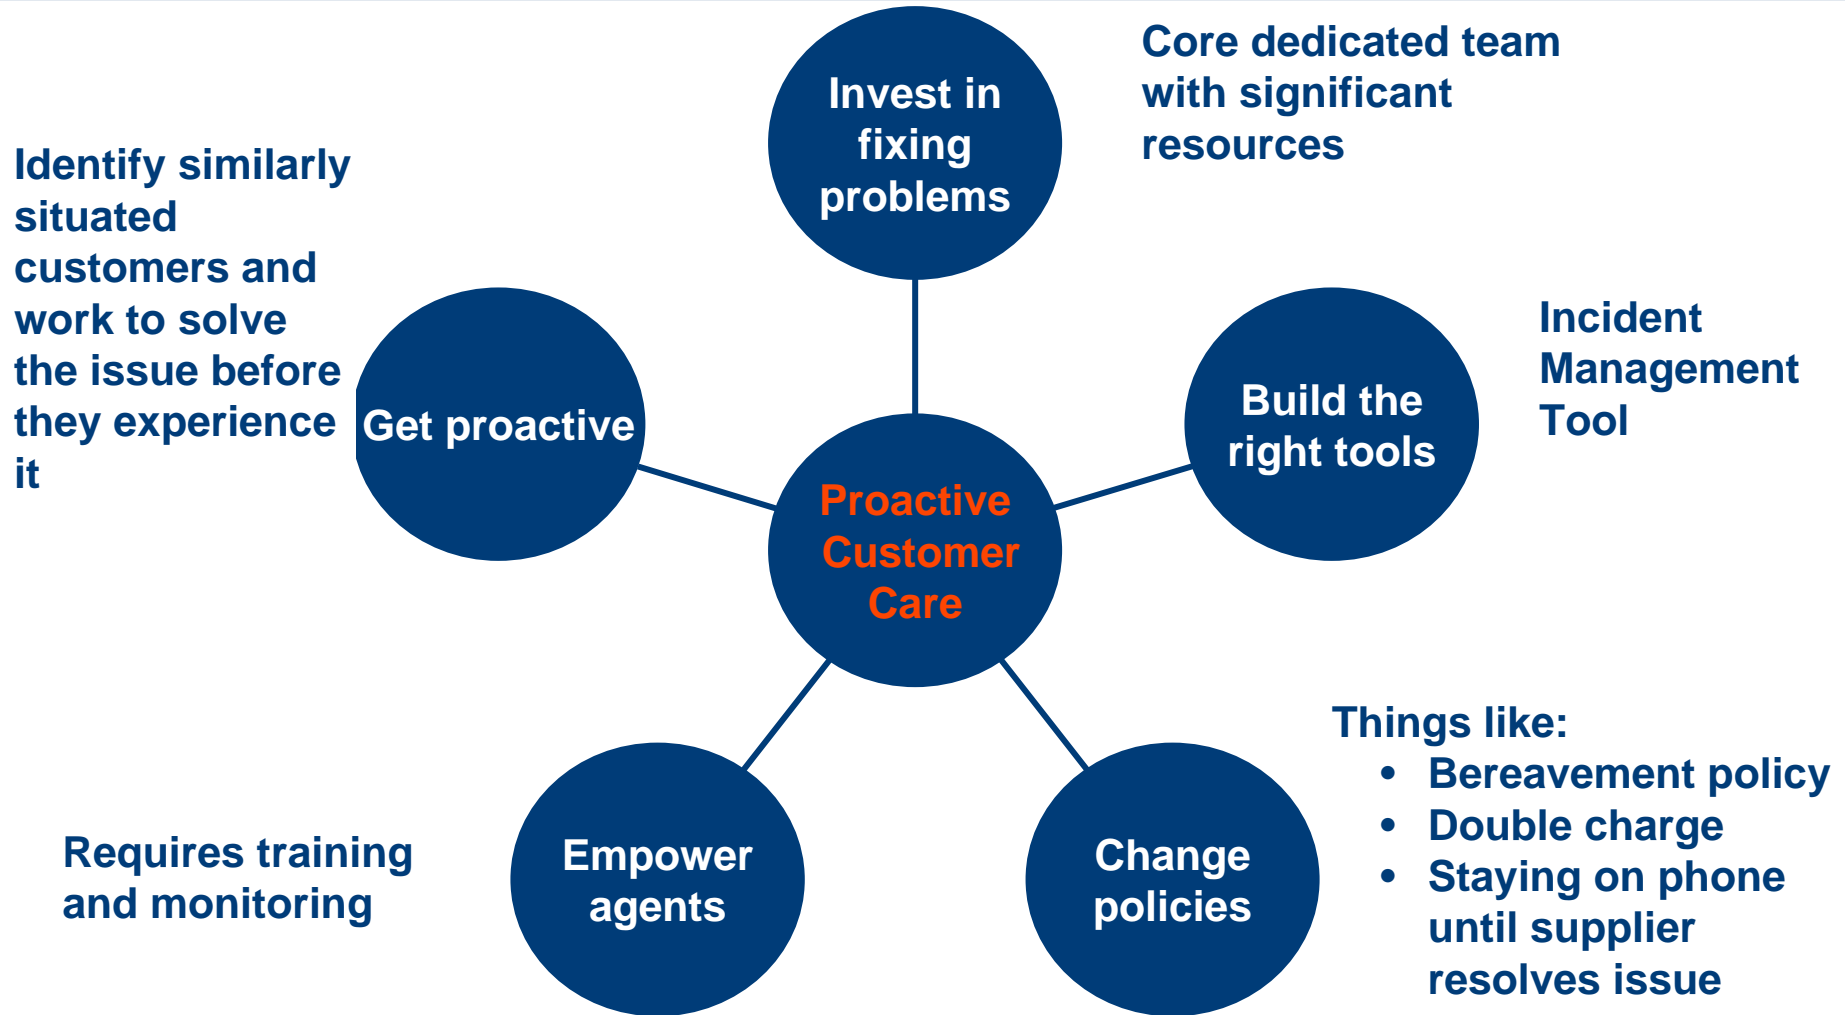 Invest in
fixing
problems
Core dedicated team
with significant
resources
Identify similarly
situated
customers and
work to solve
the issue before
they experience
it
Get proactive
Build the
right tools
Incident
Management
Tool
Proactive
Customer
Care
Requires training
and monitoring
Empower
agents
Change
policies
Things like:
• Bereavement policy
• Double charge
• Staying on phone
until supplier
resolves issue